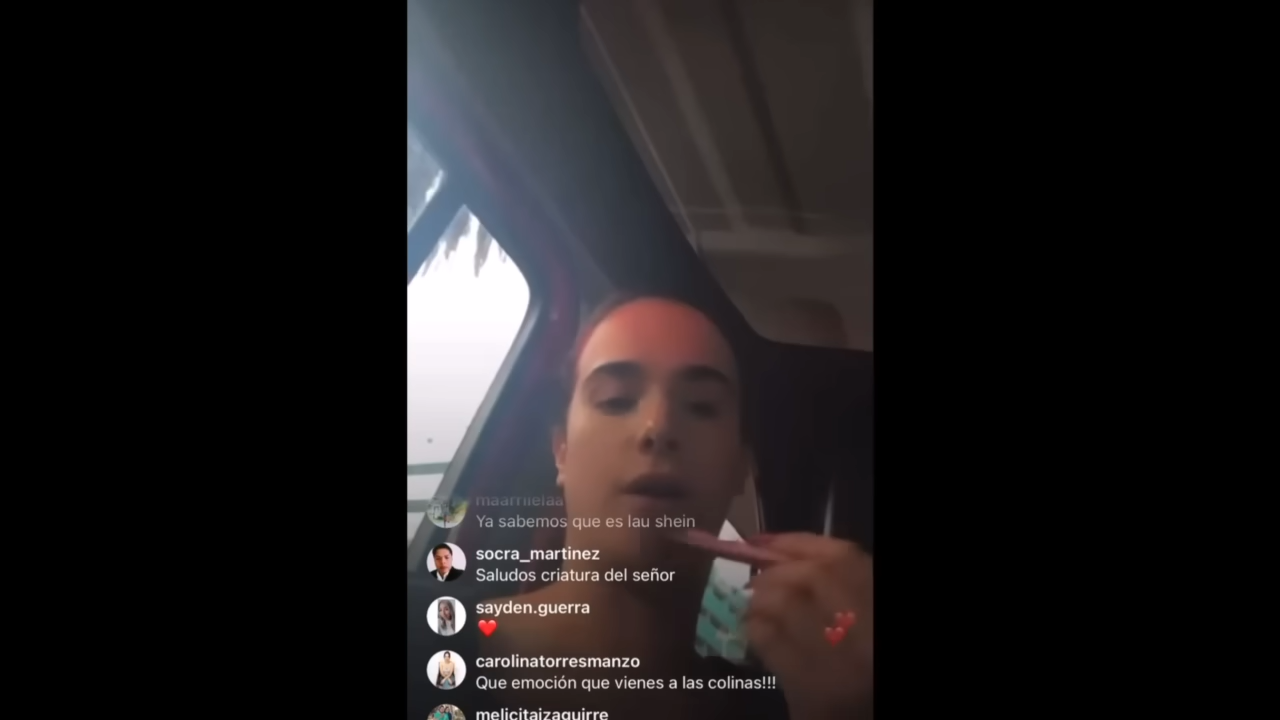 maarriielaa
Ya sabemos que es lau shein
socra_martinez
Saludos criatura del señor
sayden.guerra
❤️
carolinatorresmanzo
Que emoción que vienes a las colinas!!!
melicitaizaguirre